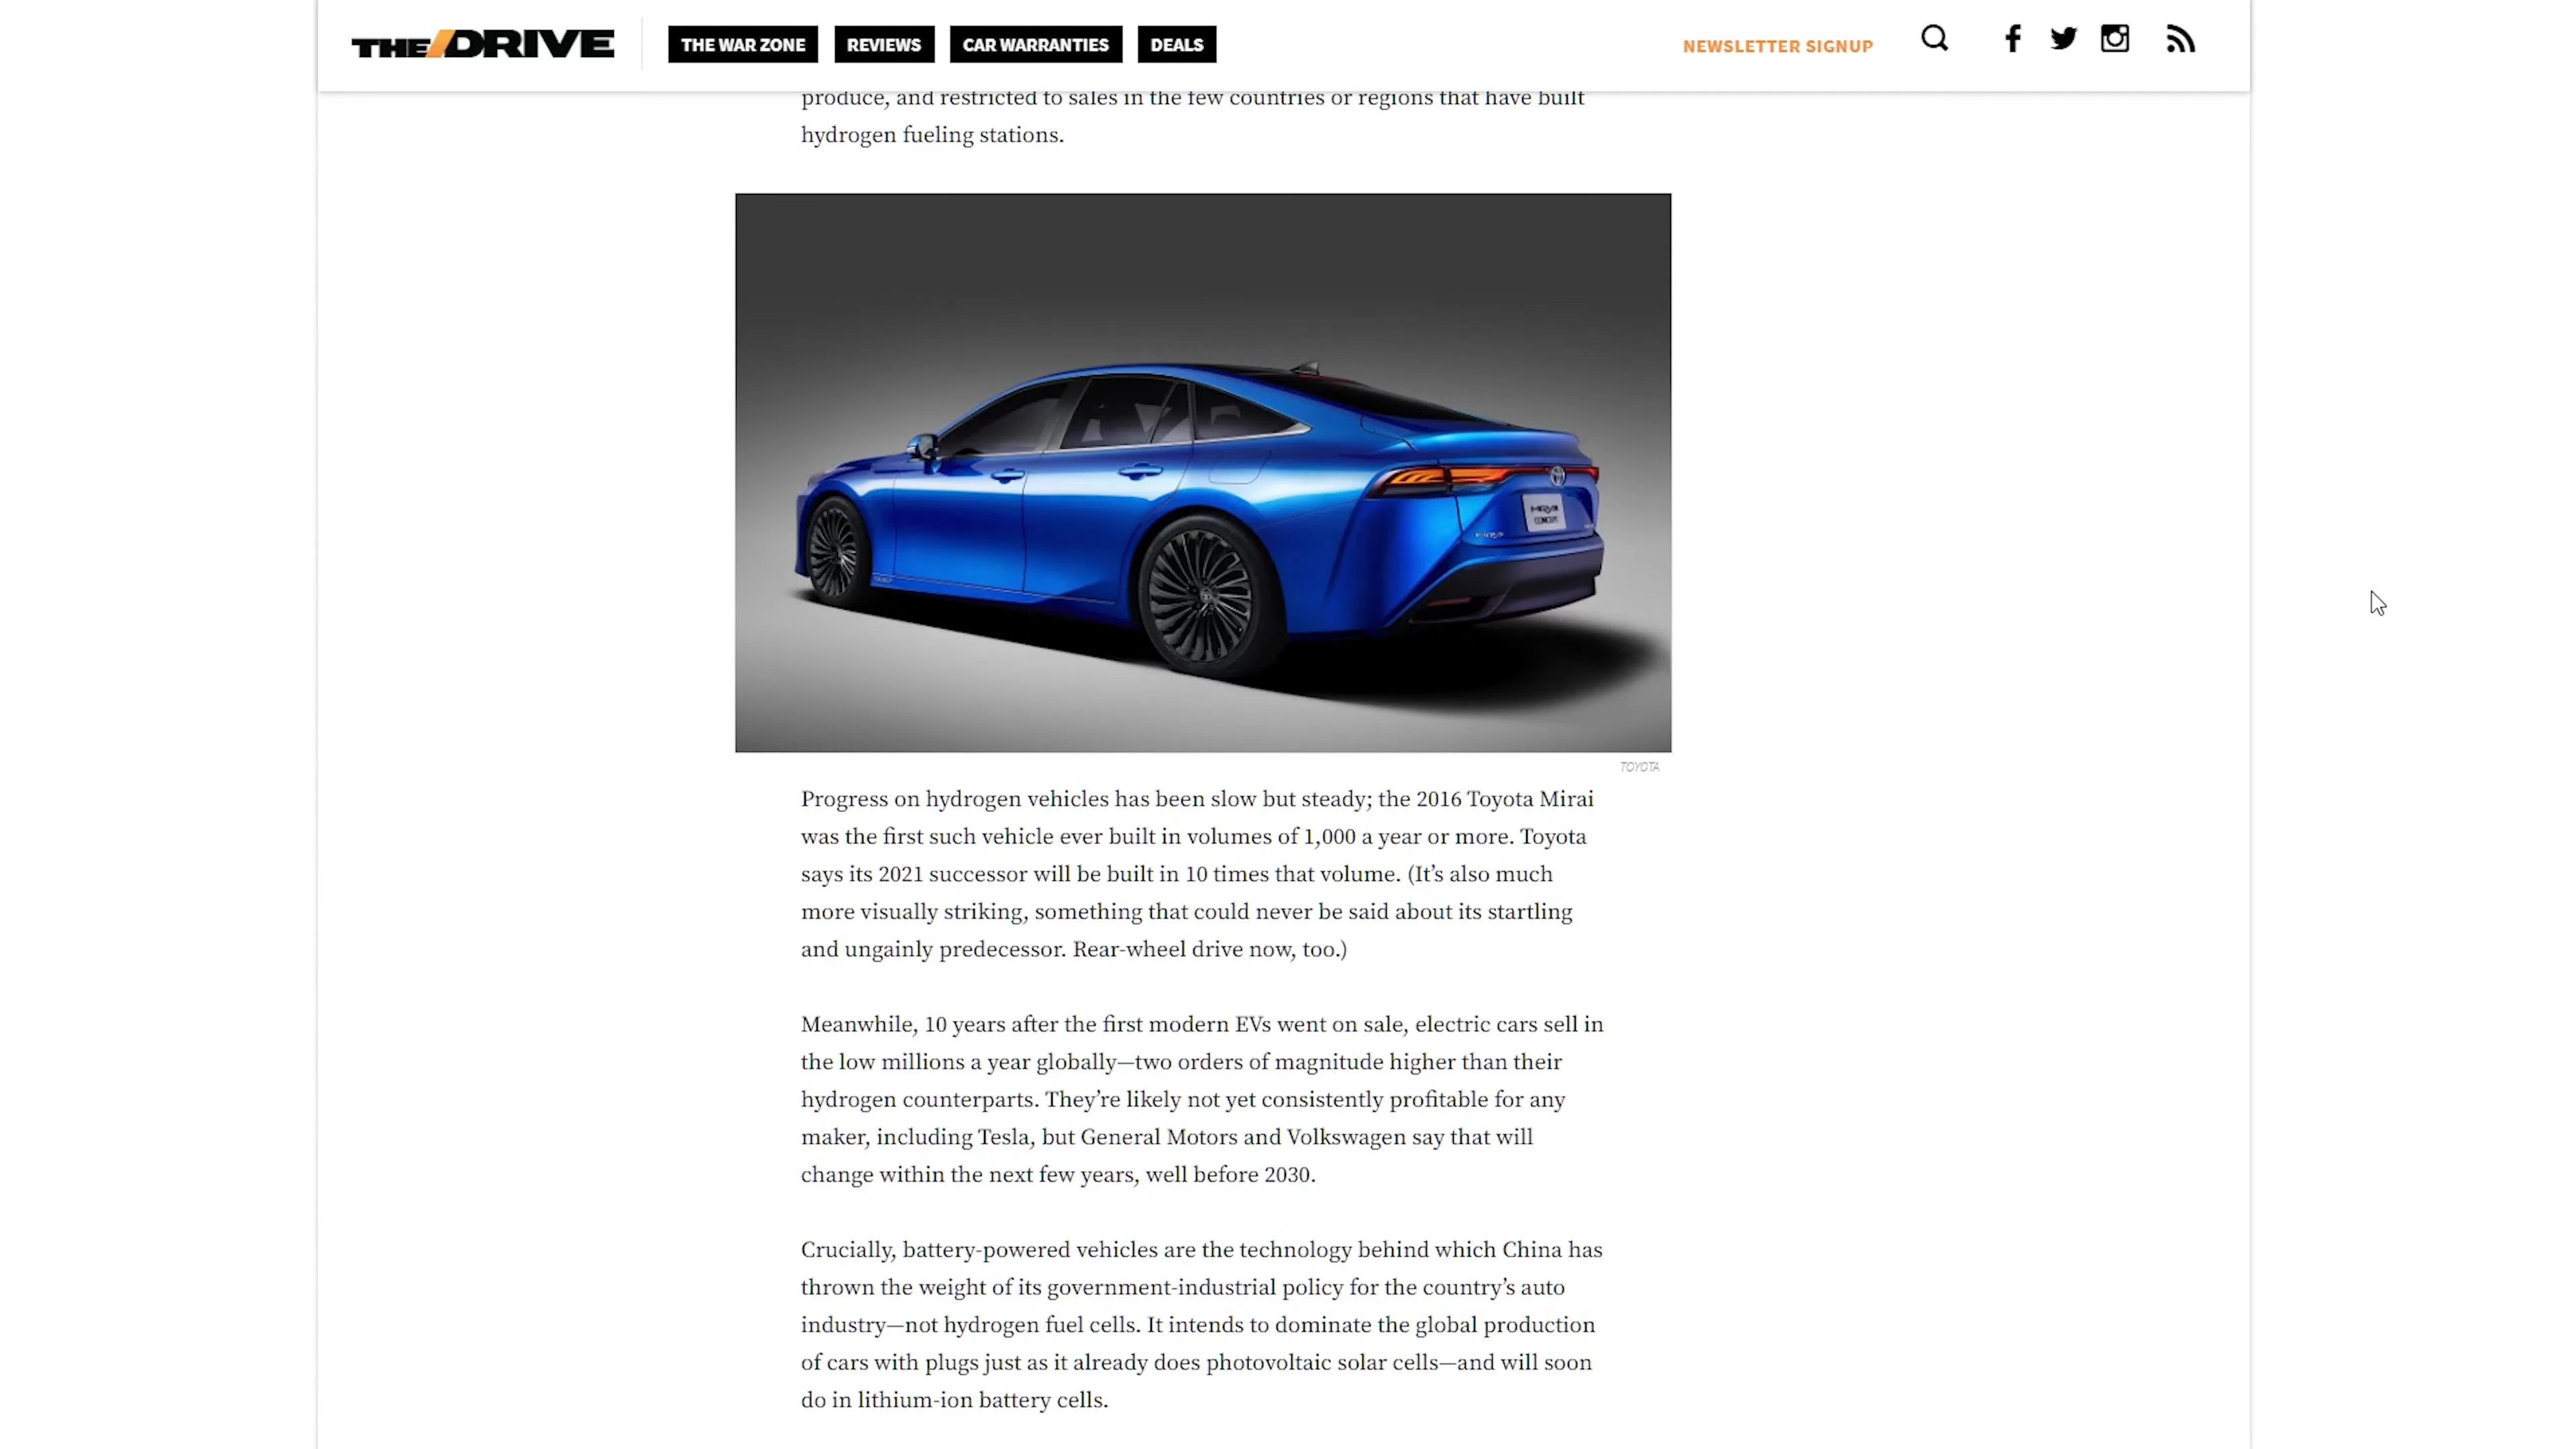 THE/DRIVE
THE WAR ZONE
REVIEWS
CAR WARRANTIES
DEALS
NEWSLETTER SIGNUP
produce, and restricted to sales in the few countries or regions that have built
hydrogen fueling stations.
MIRAI
CONCEPT
TOYOTA
Progress on hydrogen vehicles has been slow but steady; the 2016 Toyota Mirai
was the first such vehicle ever built in volumes of 1,000 a year or more. Toyota
says its 2021 successor will be built in 10 times that volume. (It’s also much
more visually striking, something that could never be said about its startling
and ungainly predecessor. Rear-wheel drive now, too.)
Meanwhile, 10 years after the first modern EVs went on sale, electric cars sell in
the low millions a year globally—two orders of magnitude higher than their
hydrogen counterparts. They’re likely not yet consistently profitable for any
maker, including Tesla, but General Motors and Volkswagen say that will
change within the next few years, well before 2030.
Crucially, battery-powered vehicles are the technology behind which China has
thrown the weight of its government-industrial policy for the country’s auto
industry—not hydrogen fuel cells. It intends to dominate the global production
of cars with plugs just as it already does photovoltaic solar cells—and will soon
do in lithium-ion battery cells.